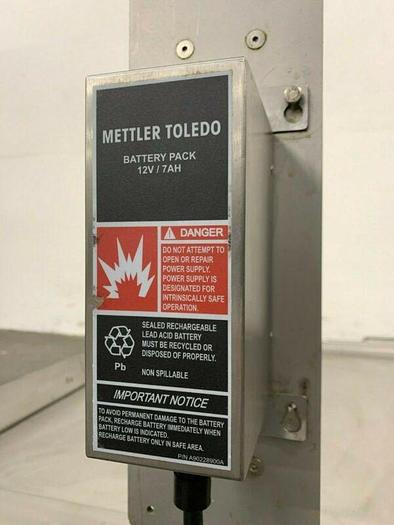 METTLER TOLEDO
BATTERY PACK
12V / 7AH
DANGER
DO NOT ATTEMPT TO
OPEN OR REPAIR
POWER SUPPLY.
POWER SUPPLY IS
DESIGNATED FOR
INTRINSICALLY SAFE
OPERATION.
SEALED RECHARGEABLE
LEAD ACID BATTERY
MUST BE RECYCLED OR
DISPOSED OF PROPERLY.
Pb
NON SPILLABLE
IMPORTANT NOTICE
TO AVOID PERMANENT DAMAGE TO THE BATTERY
PACK, RECHARGE BATTERY IMMEDIATELY WHEN
BATTERY LOW IS INDICATED.
RECHARGE BATTERY ONLY IN SAFE AREA.
P/N A90228900A